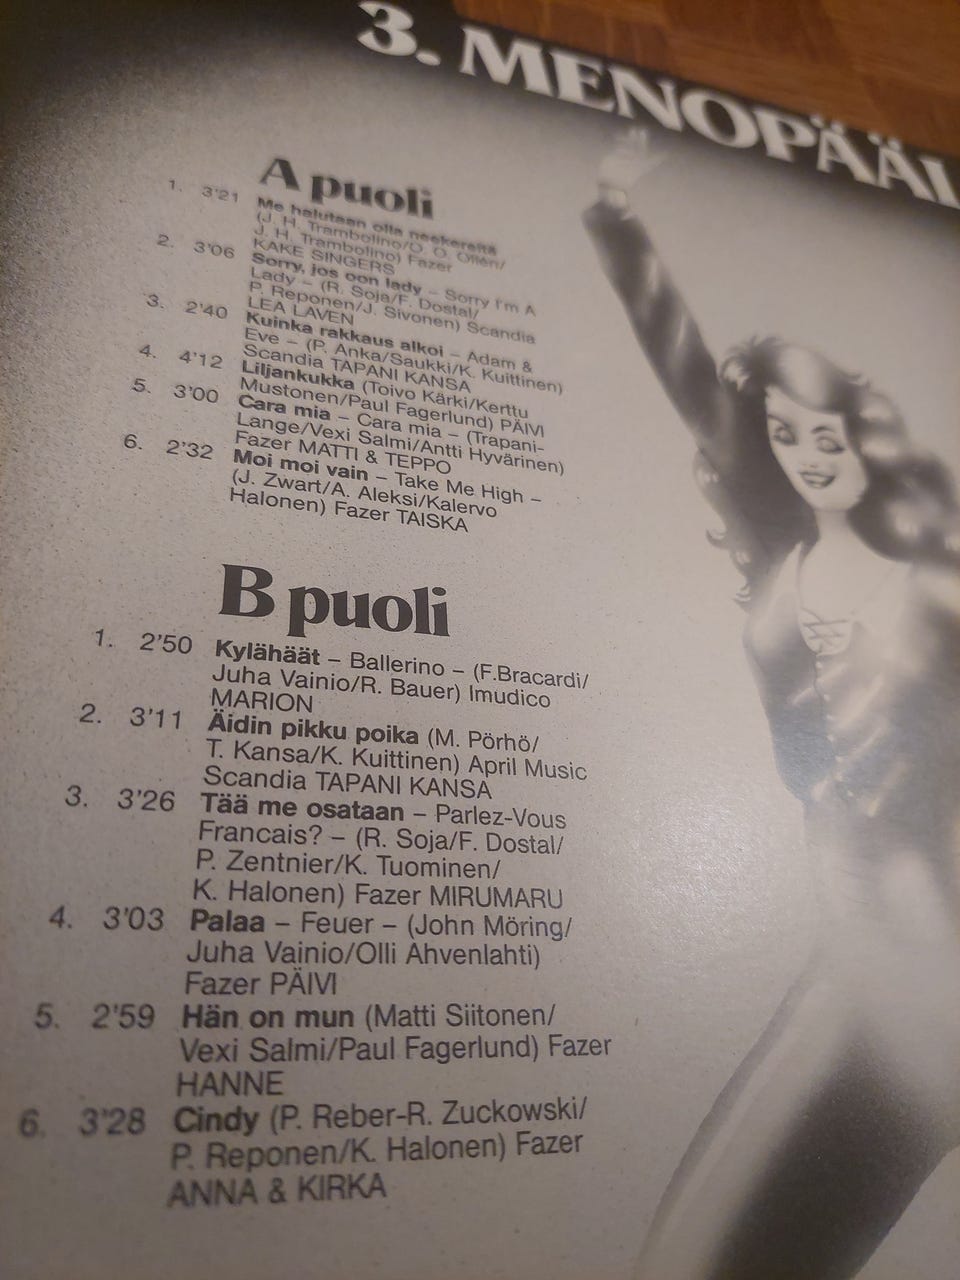 3. MENOPÄÄL
A puoli
1. 3'21 Me halutaan olla neekereitä
(J. H. Trambolino/O. O. Ollen/
J. H. Trambolino) Fazer
KAKE SINGERS
2. 3'06 Sorry, jos oon lady – Sorry I'm A
Lady – (R. Soja/F. Dostal/
P. Reponen/J. Sivonen) Scandia
LEA LAVEN
3. 2'40 Kuinka rakkaus alkoi – Adam &
Eve – (P. Anka/Saukki/K. Kuittinen)
Scandia TAPANI KANSA
4. 4'12 Liljankukka (Toivo Kärki/Kerttu
Mustonen/Paul Fagerlund) PÄIVI
5. 3'00 Cara mia – Cara mia – (Trapani-
Lange/Vexi Salmi/Antti Hyvärinen)
Fazer MATTI & TEPPO
6. 2'32 Moi moi vain – Take Me High –
(J. Zwart/A. Aleksi/Kalervo
Halonen) Fazer TAISKA
B puoli
1. 2'50 Kylähäät – Ballerino – (F.Bracardi/
Juha Vainio/R. Bauer) Imudico
MARION
2. 3'11 Äidin pikku poika (M. Pörhö/
T. Kansa/K. Kuittinen) April Music
Scandia TAPANI KANSA
3. 3'26 Tää me osataan – Parlez-Vous
Francais? – (R. Soja/F. Dostal/
P. Zentnier/K. Tuominen/
K. Halonen) Fazer MIRUMARU
4. 3'03 Palaa – Feuer – (John Möring/
Juha Vainio/Olli Ahvenlahti)
Fazer PÄIVI
5. 2'59 Hän on mun (Matti Siitonen/
Vexi Salmi/Paul Fagerlund) Fazer
HANNE
6. 3'28 Cindy (P. Reber-R. Zuckowski/
P. Reponen/K. Halonen) Fazer
ANNA & KIRKA